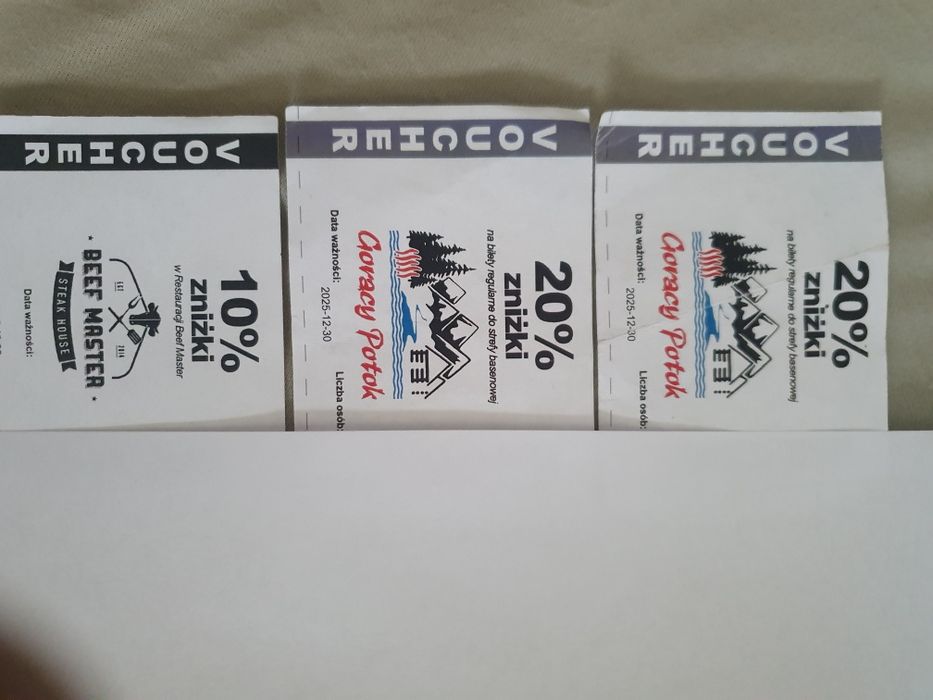 VOUCHER
10%
zniżki
w Restauracji Beef Master
EST
2014
BEEF MASTER
STEAK HOUSE
Data ważności:
VOUCHER
20%
zniżki
na bilety regularne do strefy basenowej
Gorący Potok
Data ważności: 2025-12-30 Liczba osób:
VOUCHER
20%
zniżki
na bilety regularne do strefy basenowej
Gorący Potok
Data ważności: 2025-12-30 Liczba osób: